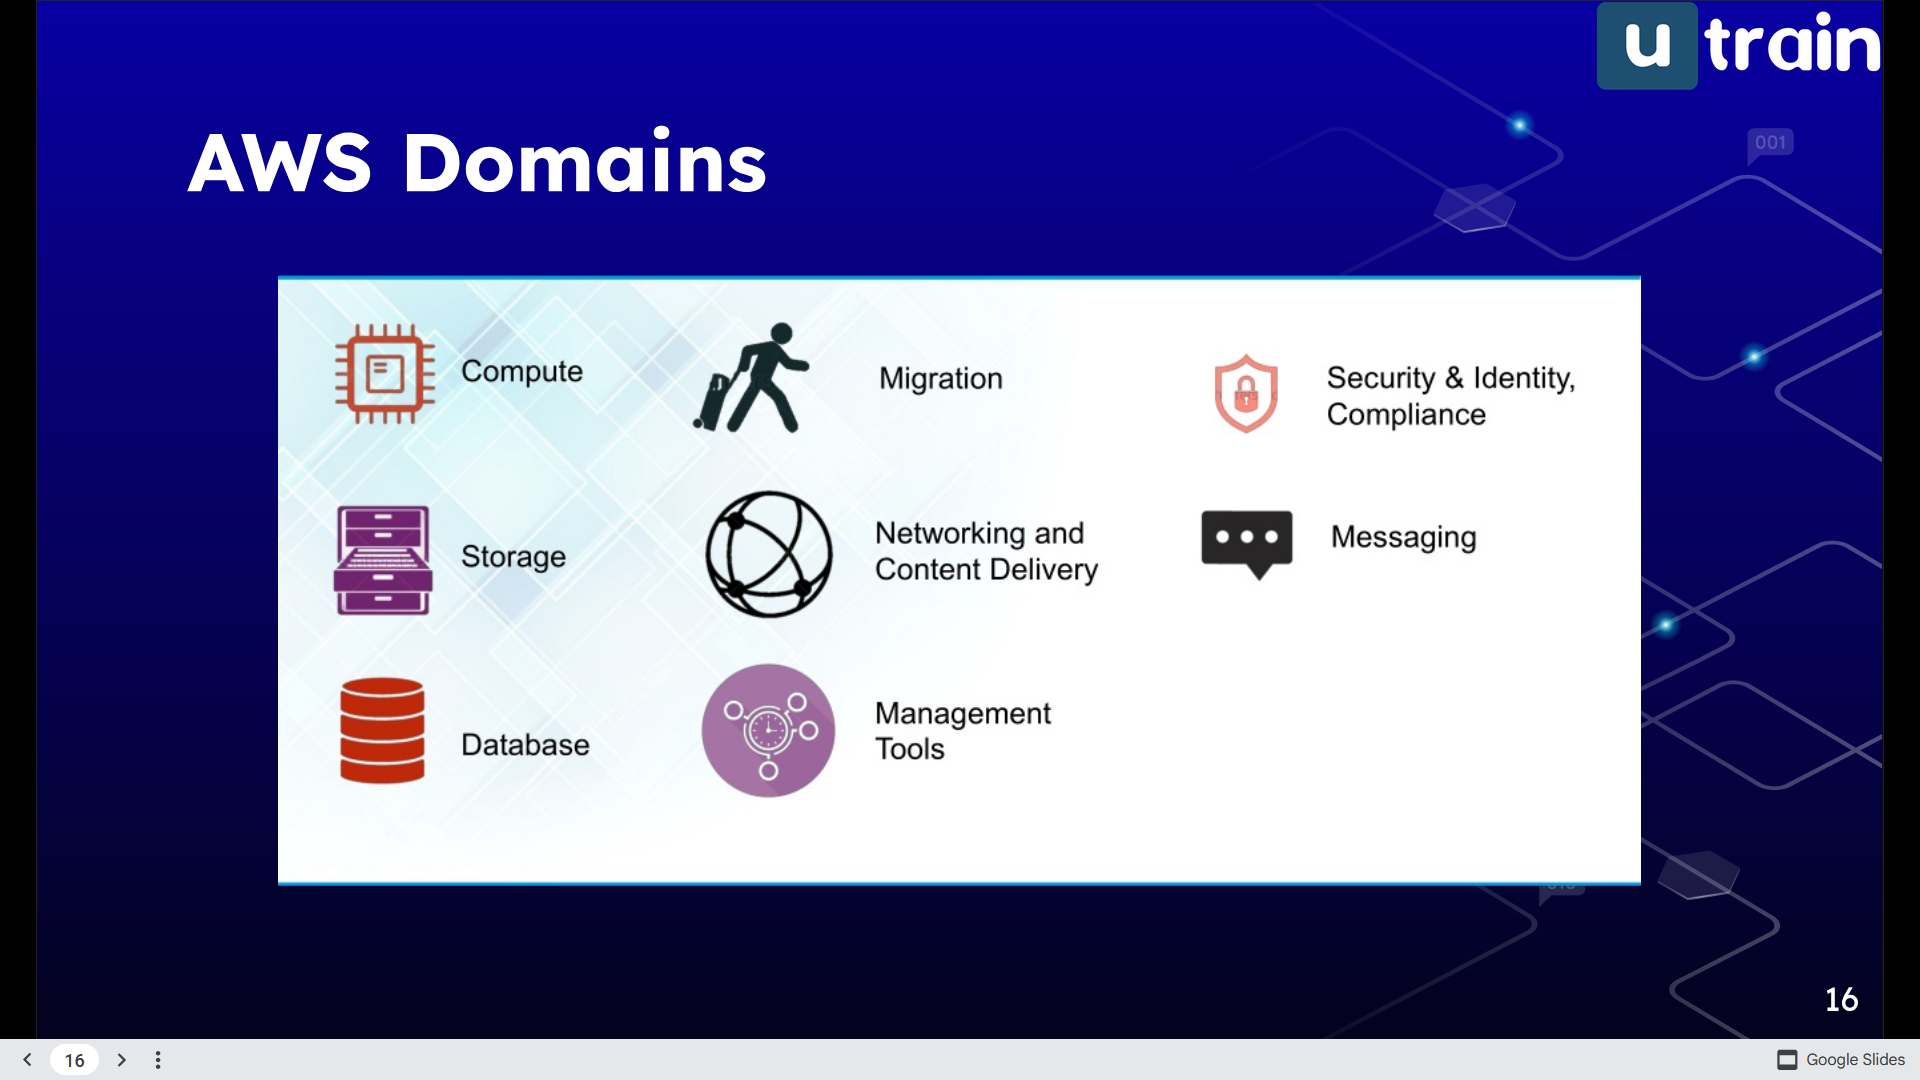 u train
001
AWS Domains
Compute
Migration
Security & Identity,
Compliance
Storage
Networking and
Content Delivery
Messaging
Database
Management
Tools
16
16
Google Slides